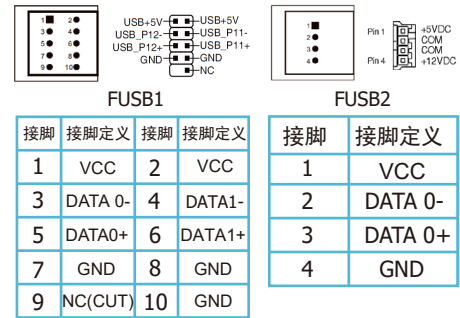 1 2
3 4
5 6
7 8
9 10
USB+5V USB+5V
USB_P12- USB_P11-
USB_P12+ USB_P11+
GND GND
NC
1
2
3
4
Pin 1 +5VDC
COM
COM
Pin 4 +12VDC
FUSB1
接脚 接脚定义 接脚 接脚定义
1 VCC 2 VCC
3 DATA 0- 4 DATA1-
5 DATA0+ 6 DATA1+
7 GND 8 GND
9 NC(CUT) 10 GND
FUSB2
接脚 接脚定义
1 VCC
2 DATA 0-
3 DATA 0+
4 GND